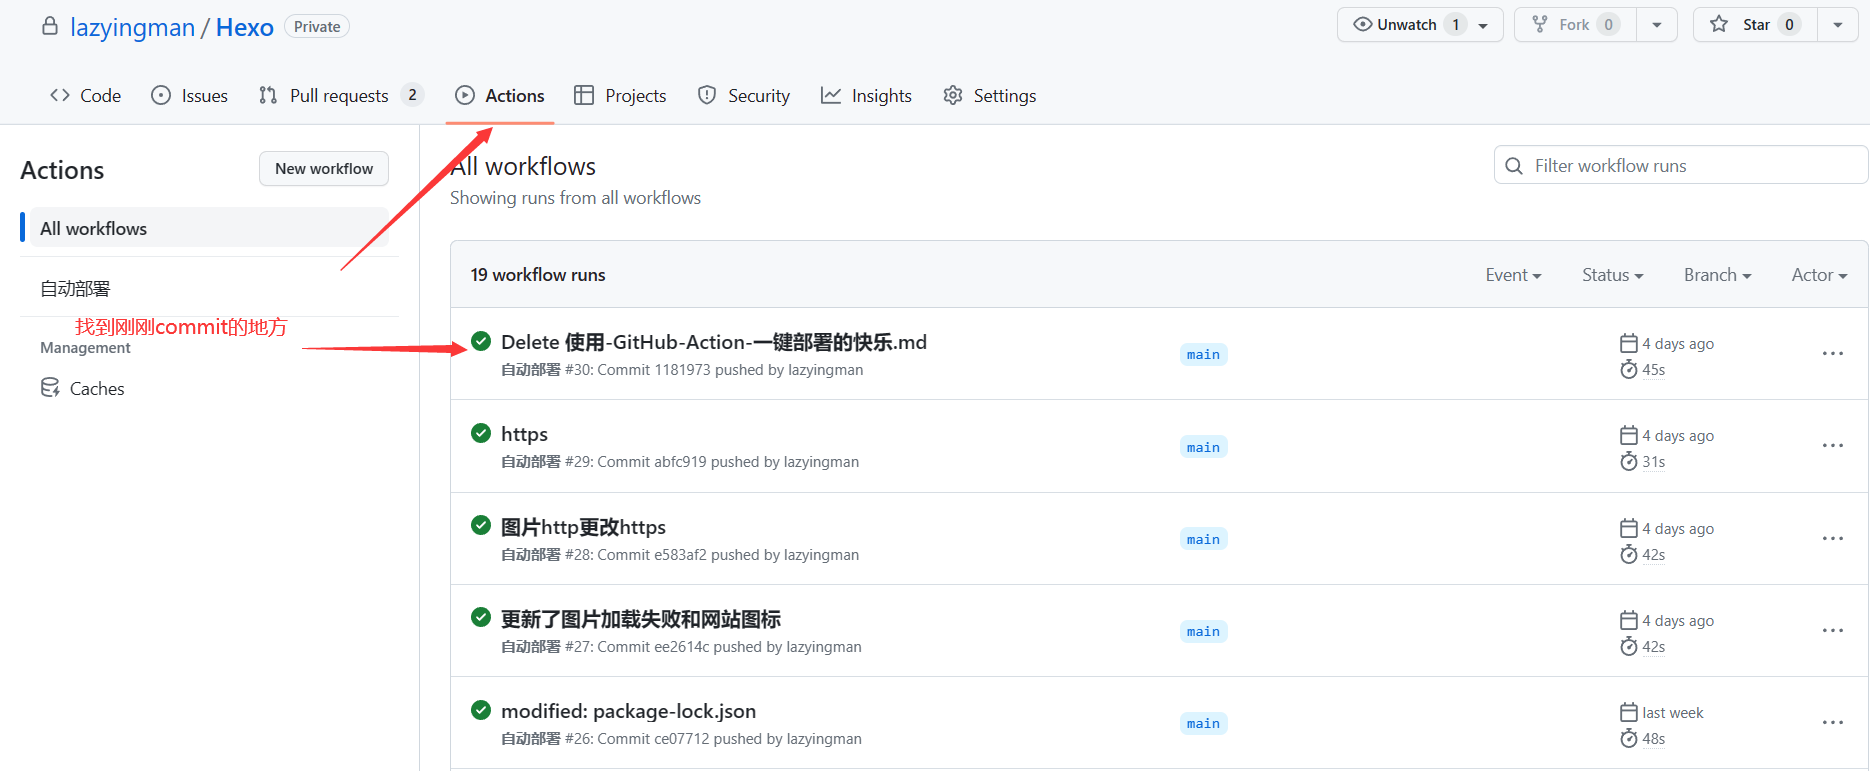 lazyingman / Hexo Private
Unwatch 1 Fork 0 Star 0
Code Issues Pull requests 2 Actions Projects Security Insights Settings
Actions
New workflow
All workflows
自动部署
找到刚刚commit的地方
Management
Caches
All workflows
Showing runs from all workflows
Filter workflow runs
19 workflow runs
Event Status Branch Actor
Delete 使用-GitHub-Action-一键部署的快乐.md
自动部署 #30: Commit 1181973 pushed by lazyingman
main
4 days ago
45s
https
自动部署 #29: Commit abfc919 pushed by lazyingman
main
4 days ago
31s
图片http更改https
自动部署 #28: Commit e583af2 pushed by lazyingman
main
4 days ago
42s
更新了图片加载失败和网站图标
自动部署 #27: Commit ee2614c pushed by lazyingman
main
4 days ago
42s
modified: package-lock.json
自动部署 #26: Commit ce07712 pushed by lazyingman
main
last week
48s